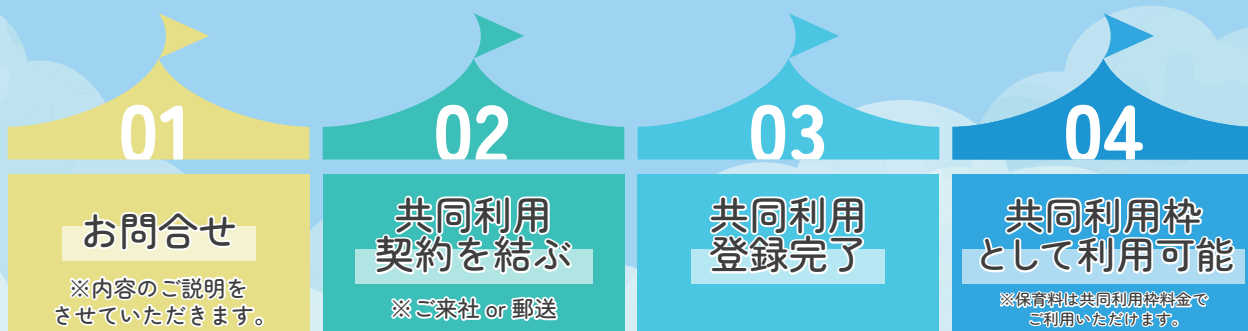 01
お問合せ
※内容のご説明を
させていただきます。
02
共同利用
契約を結ぶ
※ご来社 or 郵送
03
共同利用
登録完了
04
共同利用枠
として利用可能
※保育料は共同利用枠料金で
ご利用いただけます。